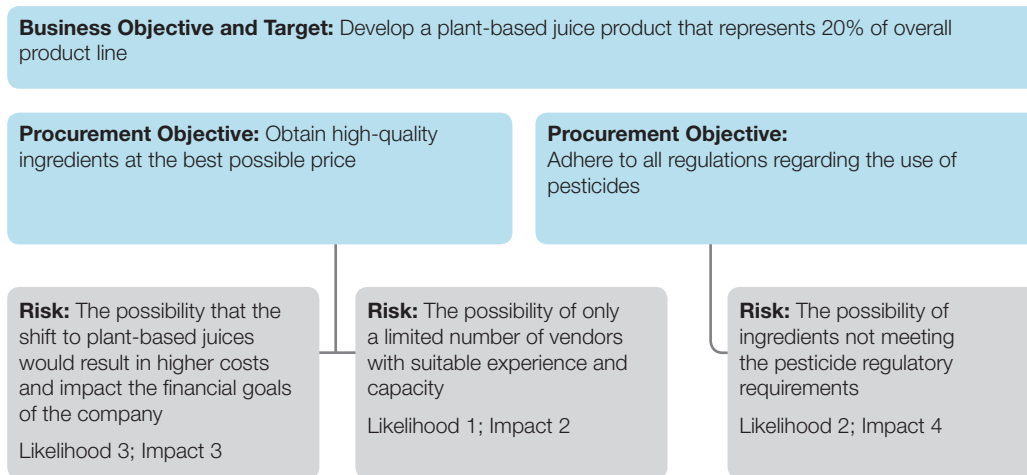 Business Objective and Target: Develop a plant-based juice product that represents 20% of overall
product line
Procurement Objective: Obtain high-quality
ingredients at the best possible price
Procurement Objective:
Adhere to all regulations regarding the use of
pesticides
Risk: The possibility that the
shift to plant-based juices
would result in higher costs
and impact the financial goals
of the company
Likelihood 3; Impact 3
Risk: The possibility of only
a limited number of vendors
with suitable experience and
capacity
Likelihood 1; Impact 2
Risk: The possibility of
ingredients not meeting
the pesticide regulatory
requirements
Likelihood 2; Impact 4